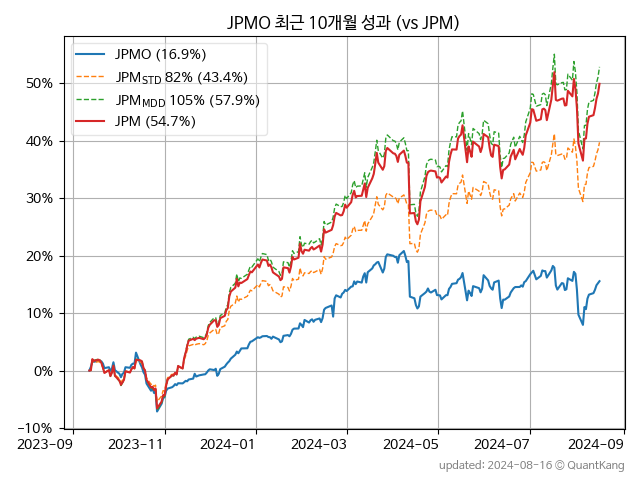 JPMO 최근 10개월 성과 (vs JPM)
JPMO (16.9%)
JPM_STD 82% (43.4%)
JPM_MDD 105% (57.9%)
JPM (54.7%)
50%
40%
30%
20%
10%
0%
−10%
2023-09 2023-11 2024-01 2024-03 2024-05 2024-07 2024-09
updated: 2024-08-16 © QuantKang